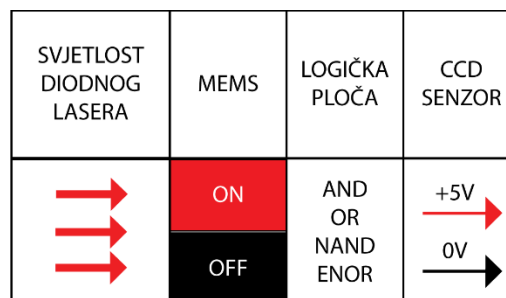 SVJETLOST
DIODNOG
LASERA
MEMS
LOGIČKA
PLOČA
CCD
SENZOR
ON
OFF
AND
OR
NAND
ENOR
+5V
0V